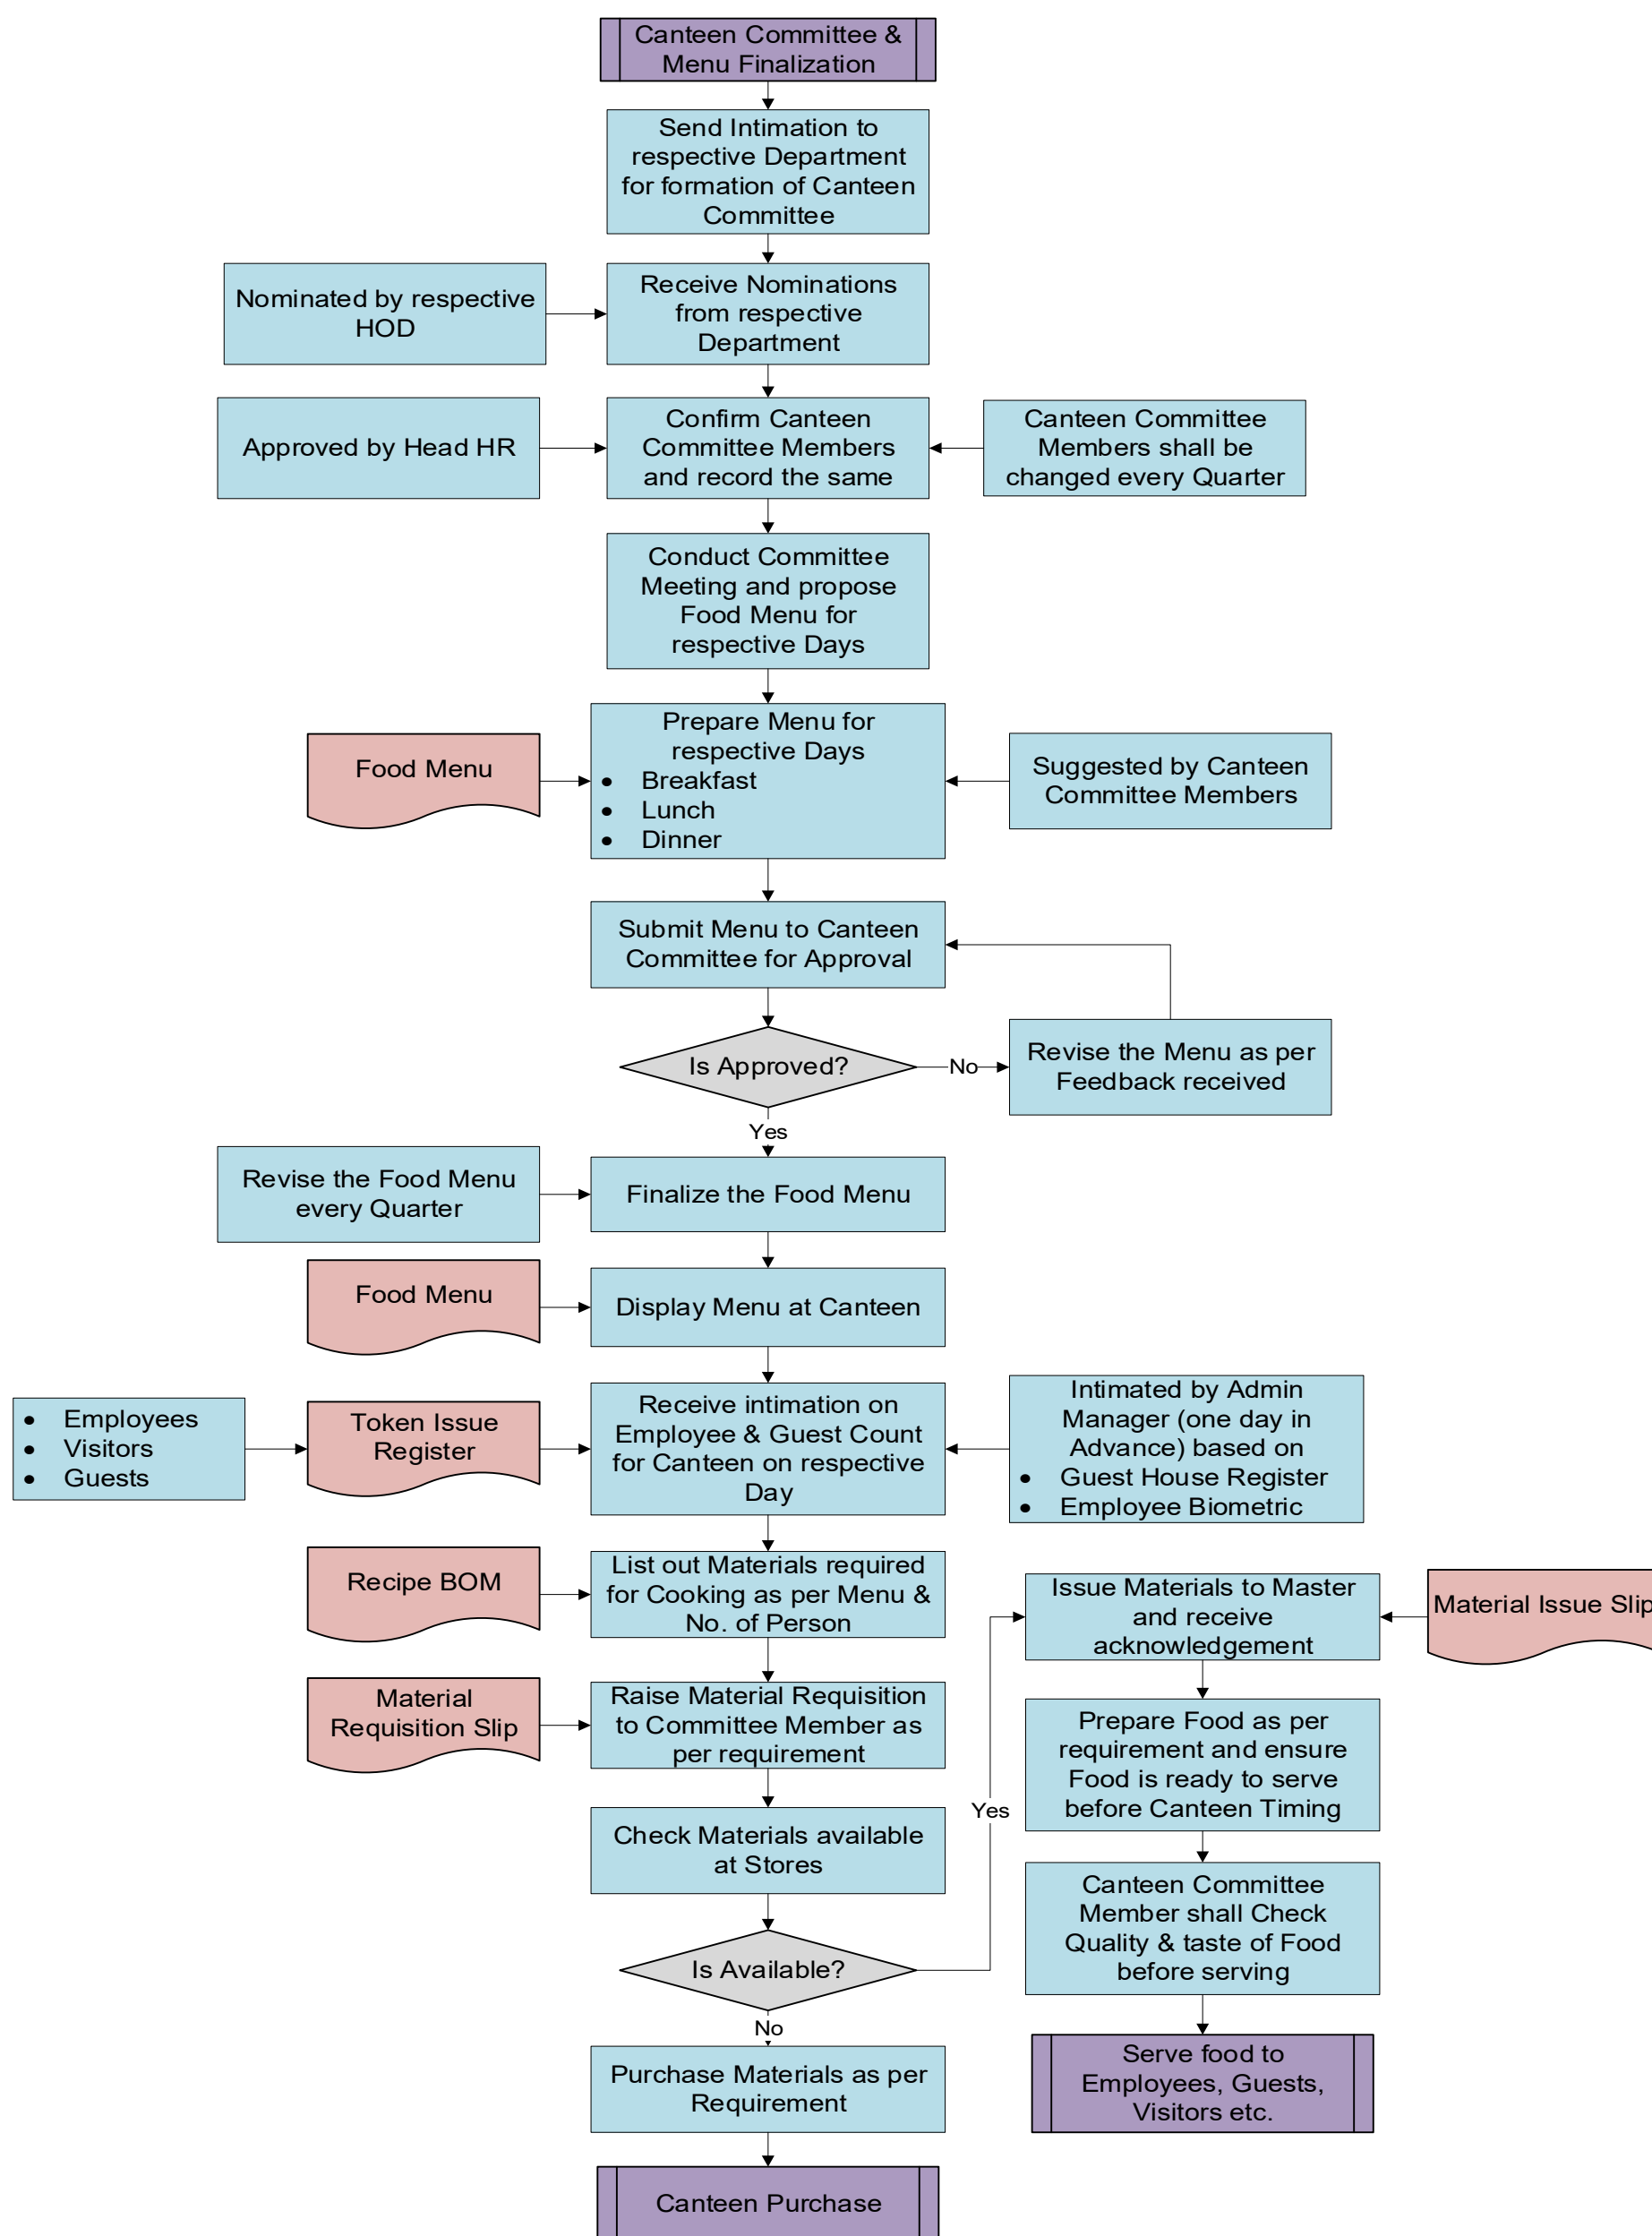 Canteen Committee &
Menu Finalization
Send Intimation to
respective Department
for formation of Canteen
Committee
Nominated by respective
HOD
Receive Nominations
from respective
Department
Approved by Head HR
Confirm Canteen
Committee Members
and record the same
Canteen Committee
Members shall be
changed every Quarter
Conduct Committee
Meeting and propose
Food Menu for
respective Days
Food Menu
Prepare Menu for
respective Days
• Breakfast
• Lunch
• Dinner
Suggested by Canteen
Committee Members
Submit Menu to Canteen
Committee for Approval
Is Approved?
No
Revise the Menu as per
Feedback received
Yes
Revise the Food Menu
every Quarter
Finalize the Food Menu
Food Menu
Display Menu at Canteen
• Employees
• Visitors
• Guests
Token Issue
Register
Receive intimation on
Employee & Guest Count
for Canteen on respective
Day
Intimated by Admin
Manager (one day in
Advance) based on
• Guest House Register
• Employee Biometric
Recipe BOM
List out Materials required
for Cooking as per Menu &
No. of Person
Issue Materials to Master
and receive
acknowledgement
Material Issue Slip
Material
Requisition Slip
Raise Material Requisition
to Committee Member as
per requirement
Prepare Food as per
requirement and ensure
Food is ready to serve
before Canteen Timing
Yes
Check Materials available
at Stores
Canteen Committee
Member shall Check
Quality & taste of Food
before serving
Is Available?
No
Purchase Materials as per
Requirement
Serve food to
Employees, Guests,
Visitors etc.
Canteen Purchase